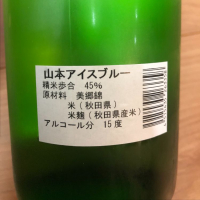 山本アイスブルー
精米歩合 45%
原材料 美郷錦
米（秋田県）
米麹（秋田県産米）
アルコール分 15度